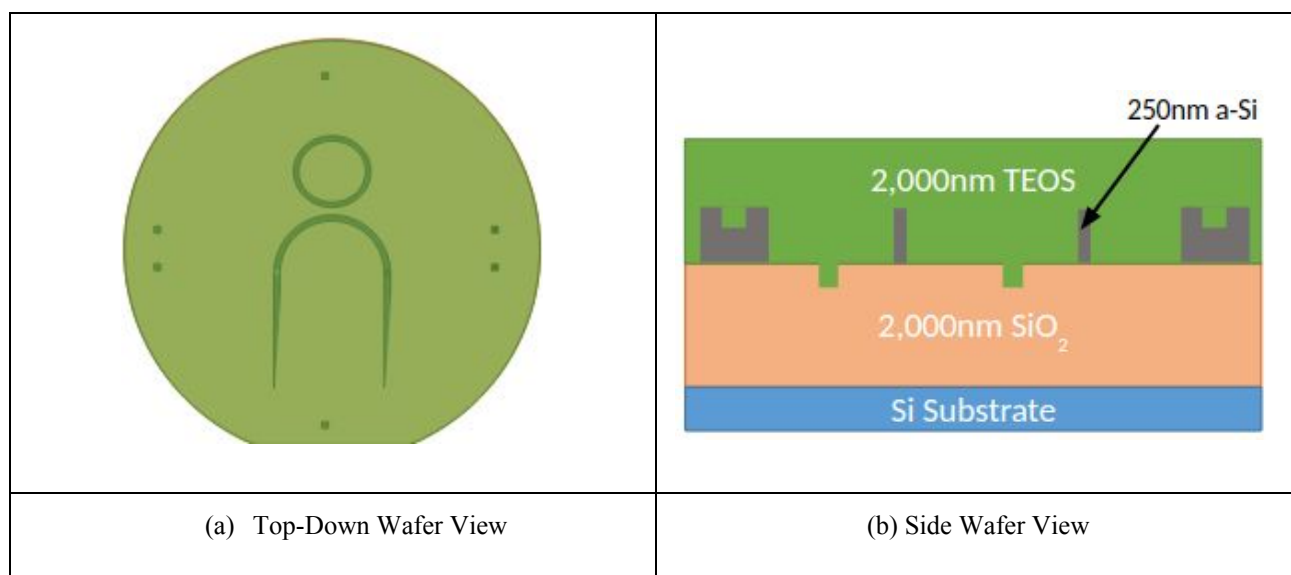 250nm a-Si
2,000nm TEOS
2,000nm SiO₂
Si Substrate
(a) Top-Down Wafer View
(b) Side Wafer View